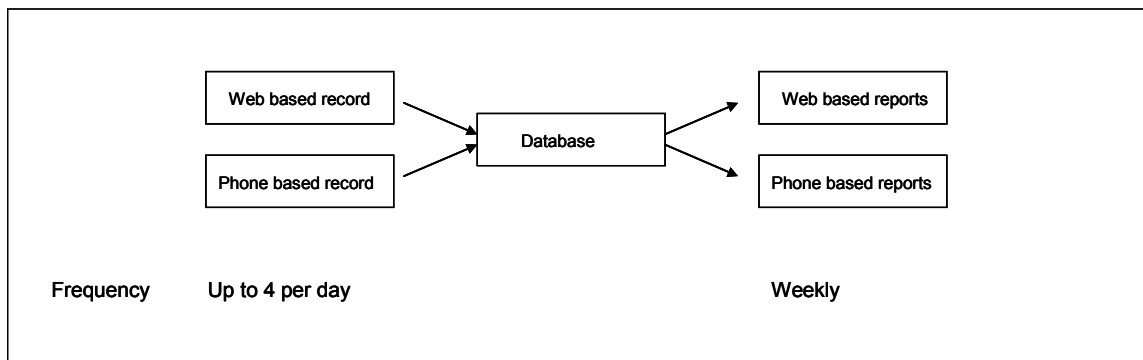 Web based record
Web based reports
Database
Phone based record
Phone based reports
Frequency
Up to 4 per day
Weekly